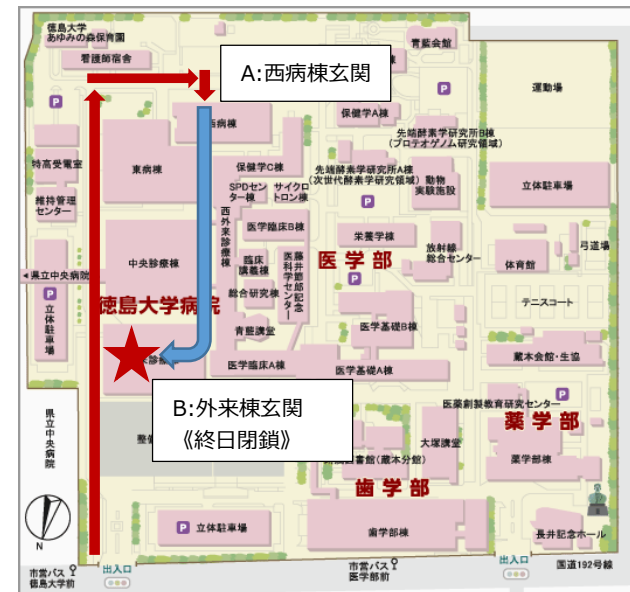 徳島大学
あゆみの森保育園
看護師宿舎
青藍会館
A:西病棟玄関
棟
運動場
西病棟
保健学A棟
先端酵素学研究所B棟
(プロテオゲノム研究領域)
特高受電室
東病棟
保健学C棟
先端酵素学研究所A棟
(次世代酵素学研究領域)
動物
実験施設
立体駐車場
維持管理
センター
SPDセン
ター棟
サイクロ
トロン棟
西外来診療棟
医学臨床B棟
栄養学棟
放射線
総合センター
弓道場
中央診療棟
臨床
講義棟
藤井節郎記念
医科学センター
医学部
体育館
県立中央病院
総合研究棟
徳島大学病院
テニスコート
立体
駐車場
青藍講堂
医学基礎B棟
蔵本会館・生協
医学臨床A棟
医学基礎A棟
B:外来棟玄関
《終日閉鎖》
医薬創製教育研究センター
薬学部
県立中央病院
整備
大塚講堂
図書館(蔵本分館)
薬学部棟
歯学部
P 立体駐車場
歯学部棟
長井記念ホール
N
市営バス
徳島大学前
出入口
市営バス
医学部前
出入口
国道192号線